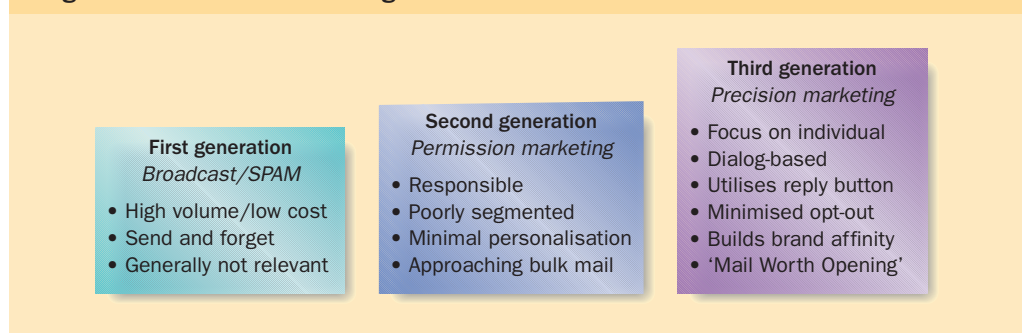 First generation
Broadcast/SPAM
• High volume/low cost
• Send and forget
• Generally not relevant
Second generation
Permission marketing
• Responsible
• Poorly segmented
• Minimal personalisation
• Approaching bulk mail
Third generation
Precision marketing
• Focus on individual
• Dialog-based
• Utilises reply button
• Minimised opt-out
• Builds brand affinity
• ‘Mail Worth Opening’